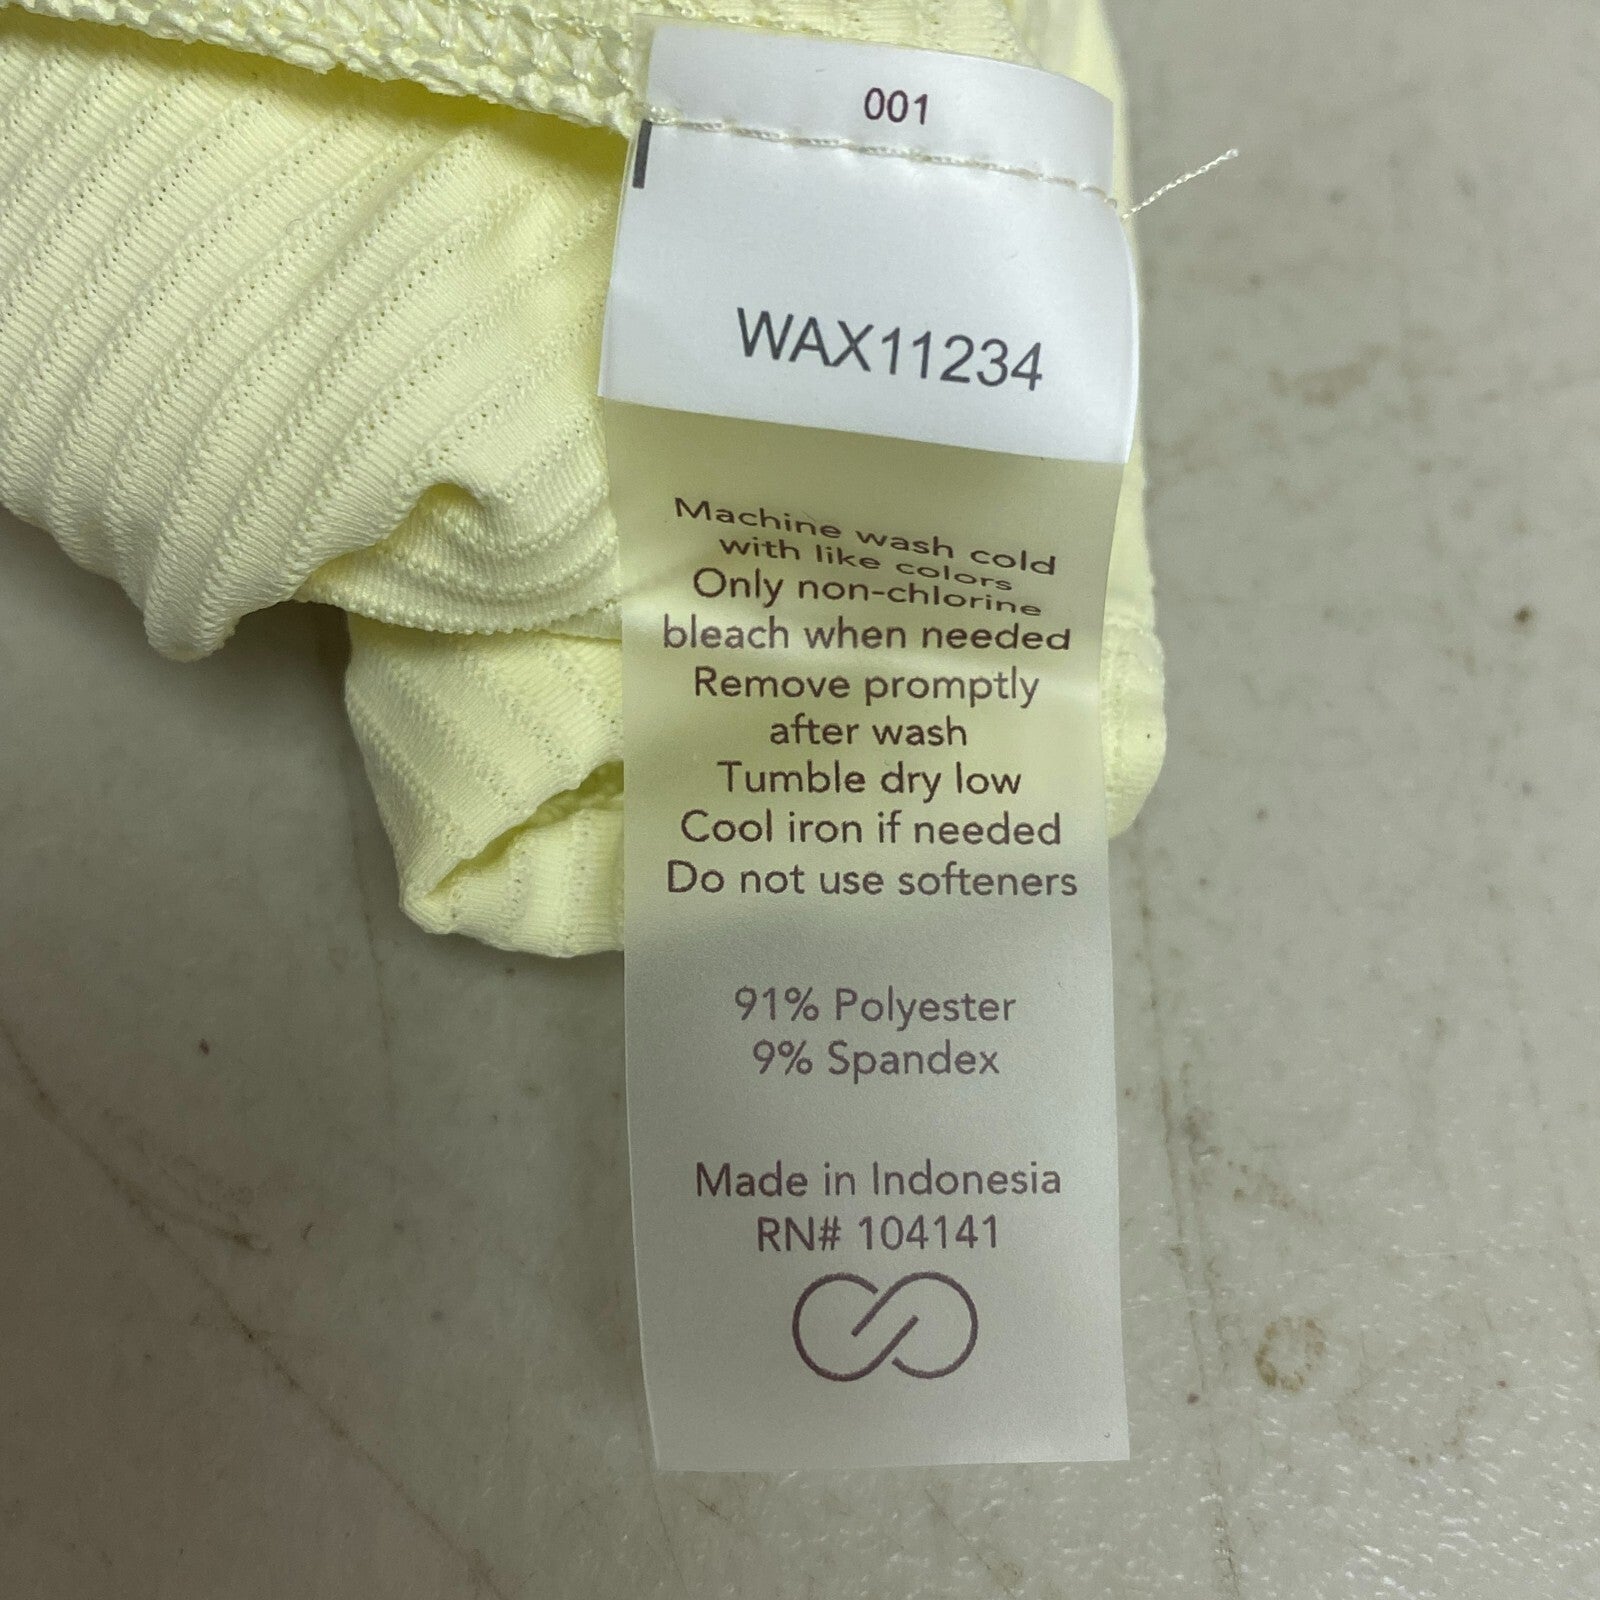 001
WAX11234
Machine wash cold
with like colors
Only non-chlorine
bleach when needed
Remove promptly
after wash
Tumble dry low
Cool iron if needed
Do not use softeners
91% Polyester
9% Spandex
Made in Indonesia
RN# 104141